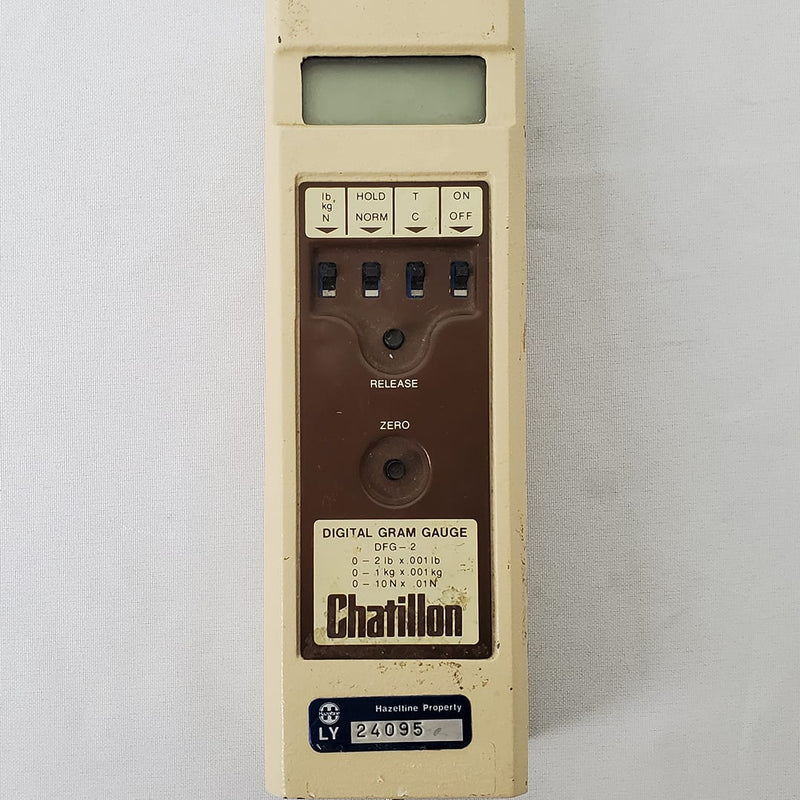 lb,
kg,
N
HOLD
NORM
T
C
ON
OFF
RELEASE
ZERO
DIGITAL GRAM GAUGE
DFG-2
0 - 2 lb x .001 lb
0 - 1 kg x .001 kg
0 - 10 N x .01 N
Chatillon
Hazeltine Property
Hazeltine
LY 24095